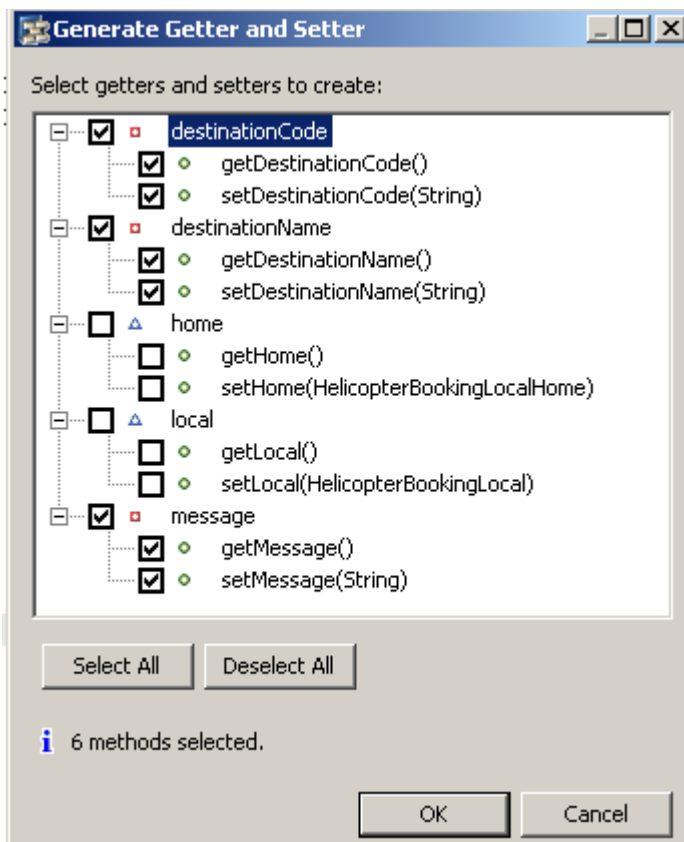 Generate Getter and Setter
Select getters and setters to create:
destinationCode
getDestinationCode()
setDestinationCode(String)
destinationName
getDestinationName()
setDestinationName(String)
home
getHome()
setHome(HelicopterBookingLocalHome)
local
getLocal()
setLocal(HelicopterBookingLocal)
message
getMessage()
setMessage(String)
Select All Deselect All
6 methods selected.
OK Cancel